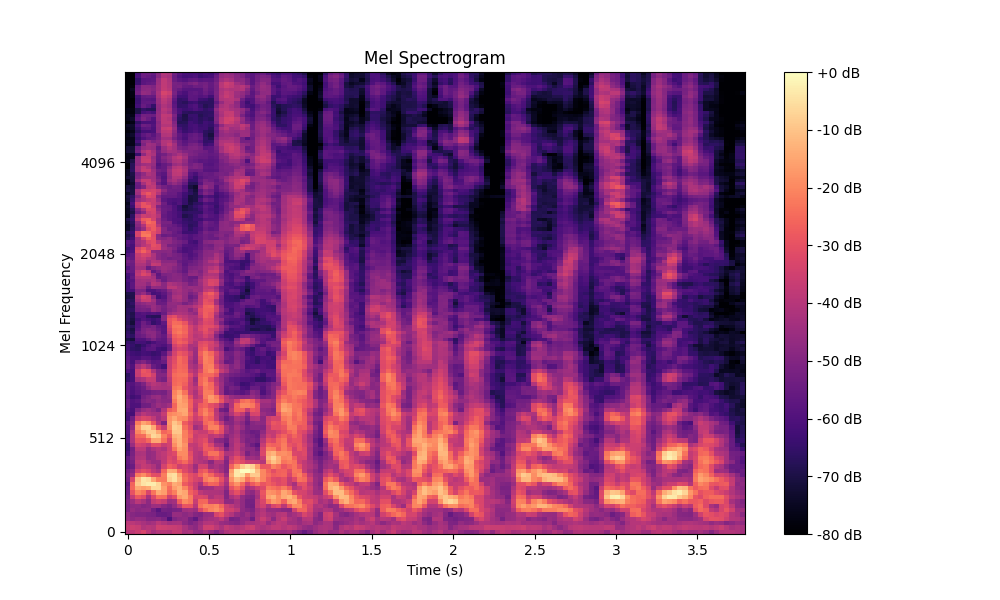 Mel Spectrogram
Mel Frequency
4096
2048
1024
512
0
0
0.5
1
1.5
2
2.5
3
3.5
Time (s)
+0 dB
-10 dB
-20 dB
-30 dB
-40 dB
-50 dB
-60 dB
-70 dB
-80 dB